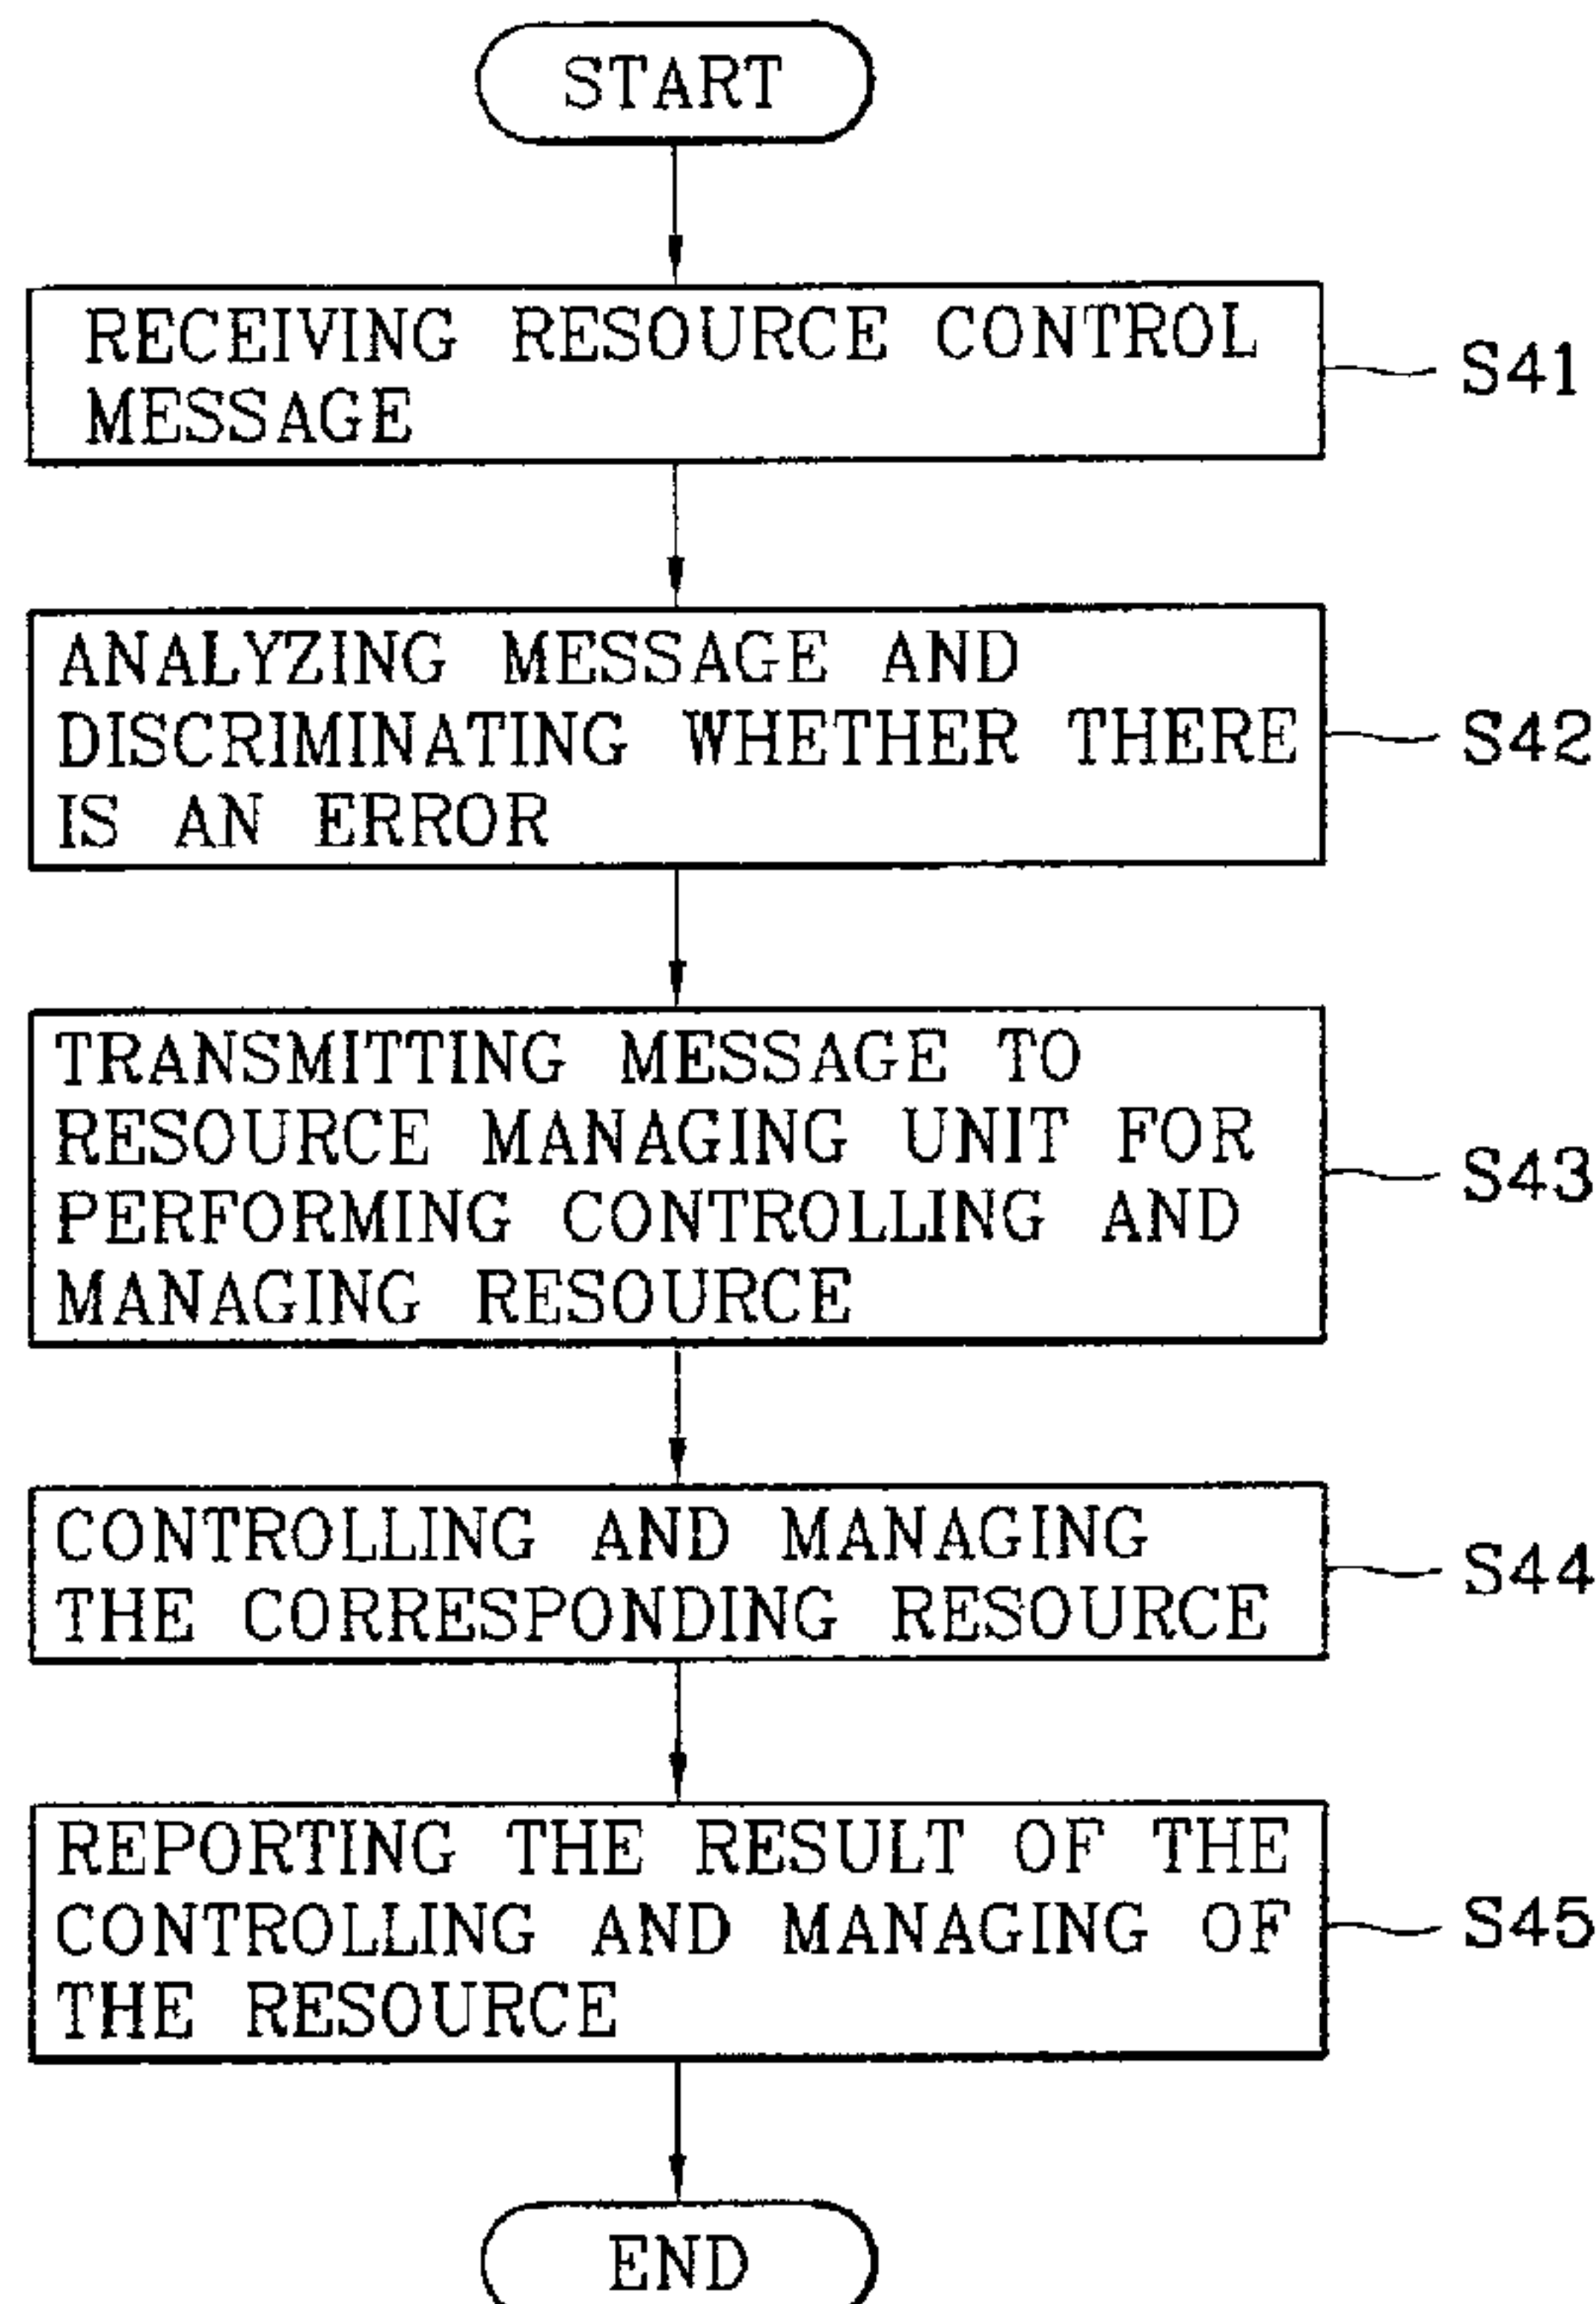 START
RECEIVING RESOURCE CONTROL
MESSAGE
S41
ANALYZING MESSAGE AND
DISCRIMINATING WHETHER THERE
IS AN ERROR
S42
TRANSMITTING MESSAGE TO
RESOURCE MANAGING UNIT FOR
PERFORMING CONTROLLING AND
MANAGING RESOURCE
S43
CONTROLLING AND MANAGING
THE CORRESPONDING RESOURCE
S44
REPORTING THE RESULT OF THE
CONTROLLING AND MANAGING OF
THE RESOURCE
S45
END